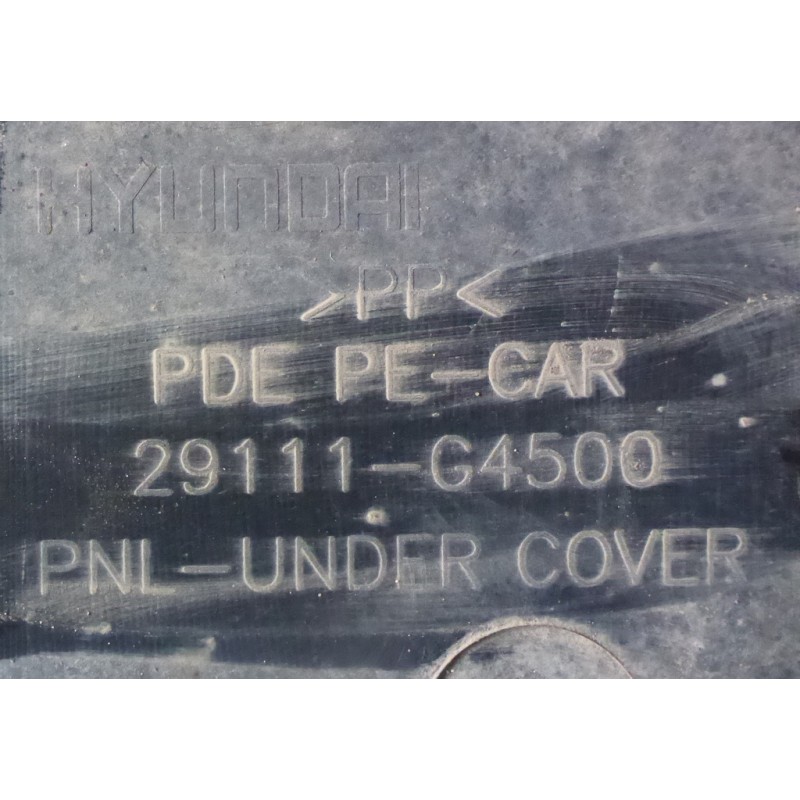 HYUNDAI
>PP<
PDE PE-CAR
29111-G4500
PNL-UNDER COVER